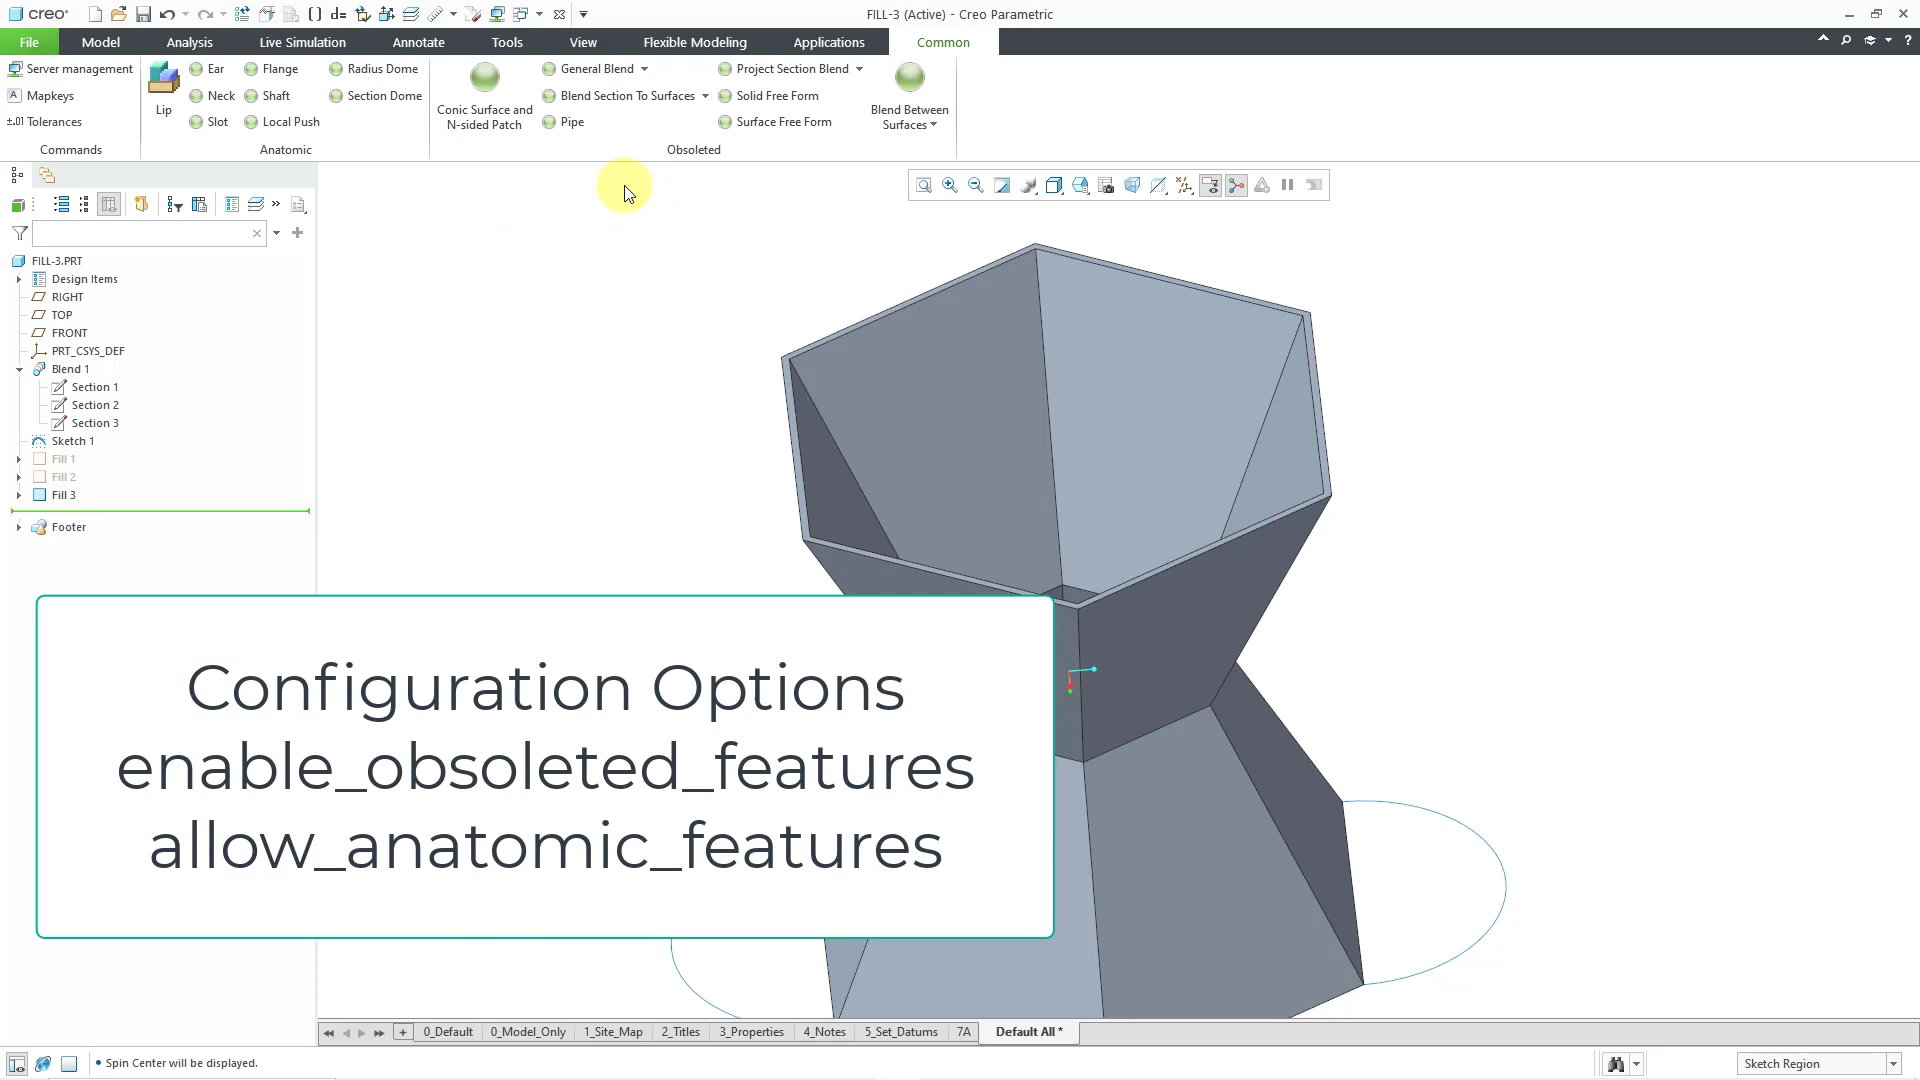 creo®
FILL-3 (Active) - Creo Parametric
File
Model
Analysis
Live Simulation
Annotate
Tools
View
Flexible Modeling
Applications
Common
Server management
Mapkeys
Tolerances
Commands
Lip
Ear
Neck
Slot
Flange
Shaft
Local Push
Radius Dome
Section Dome
Anatomic
Conic Surface and
N-sided Patch
General Blend
Blend Section To Surfaces
Pipe
Project Section Blend
Solid Free Form
Surface Free Form
Blend Between
Surfaces
Obsoleted
FILL-3.PRT
Design Items
RIGHT
TOP
FRONT
PRT_CSYS_DEF
Blend 1
Section 1
Section 2
Section 3
Sketch 1
Fill 1
Fill 2
Fill 3
Footer
Configuration Options
enable_obsoleted_features
allow_anatomic_features
0_Default
0_Model_Only
1_Site_Map
2_Titles
3_Properties
4_Notes
5_Set_Datums
7A
Default All *
• Spin Center will be displayed.
Sketch Region